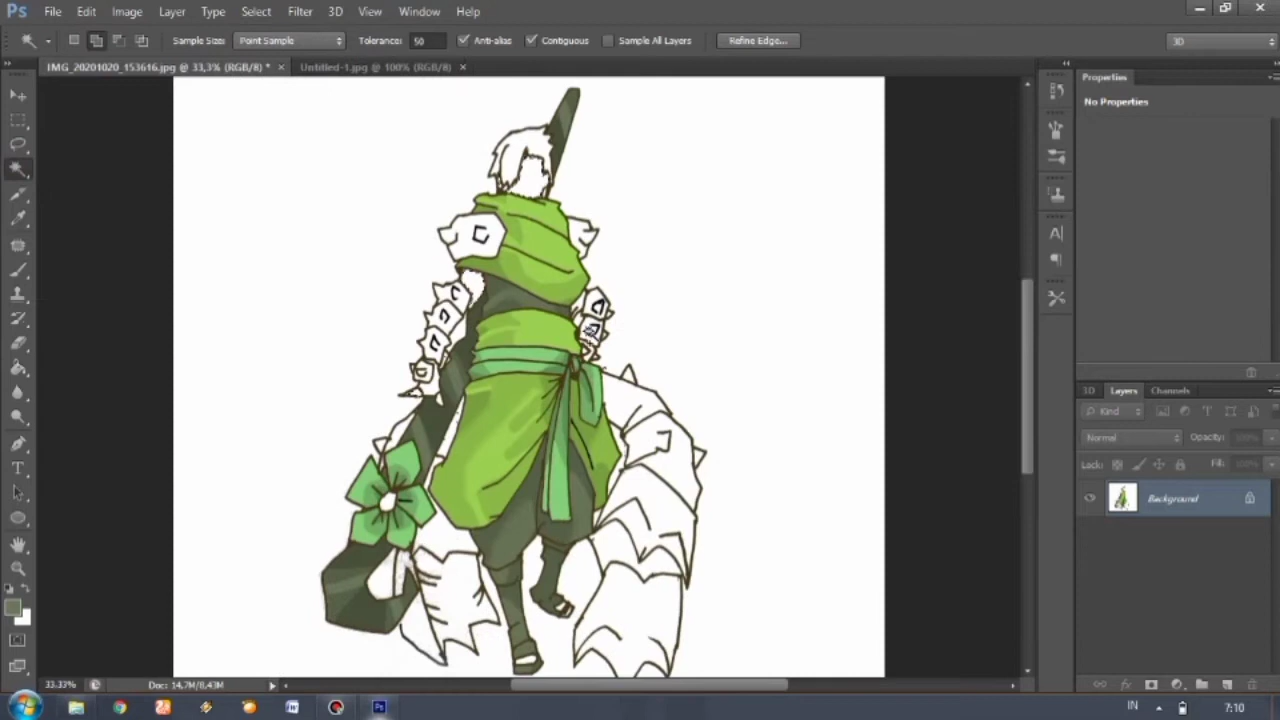 Ps File Edit Image Layer Type Select Filter 3D View Window Help
Sample Size: Point Sample Tolerance: 50 Anti-alias Contiguous Sample All Layers Refine Edge... 3D
IMG_20201020_153616.jpg @ 33,3% (RGB/8) * × Untitled-1.jpg @ 100% (RGB/8) ×
Properties
No Properties
3D Layers Channels
Kind
Normal Opacity: 100%
Lock: Fill: 100%
Background
33.33% Doc: 14,7M/8,43M
IN 7:10